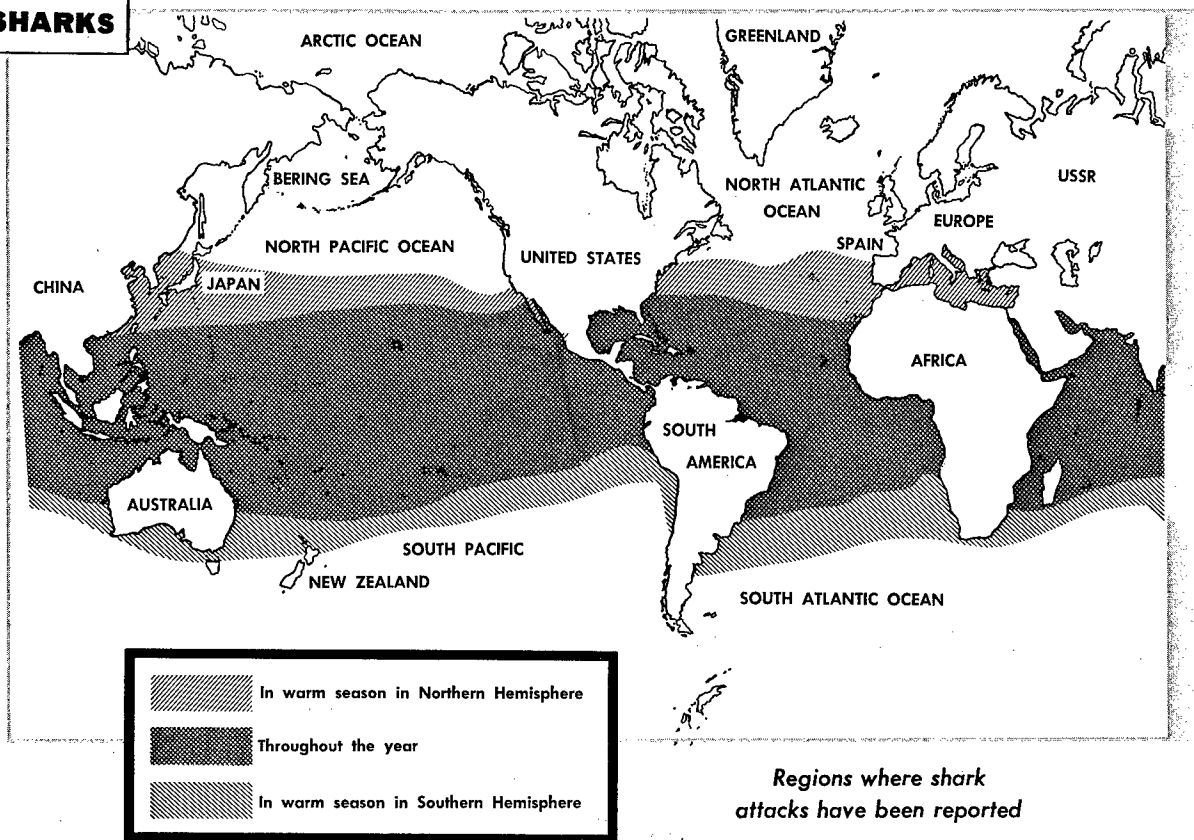 SHARKS
ARCTIC OCEAN
GREENLAND
BERING SEA
NORTH ATLANTIC
OCEAN
USSR
EUROPE
NORTH PACIFIC OCEAN
UNITED STATES
SPAIN
CHINA
JAPAN
AFRICA
SOUTH
AMERICA
AUSTRALIA
SOUTH PACIFIC
NEW ZEALAND
SOUTH ATLANTIC OCEAN
In warm season in Northern Hemisphere
Throughout the year
In warm season in Southern Hemisphere
Regions where shark
attacks have been reported